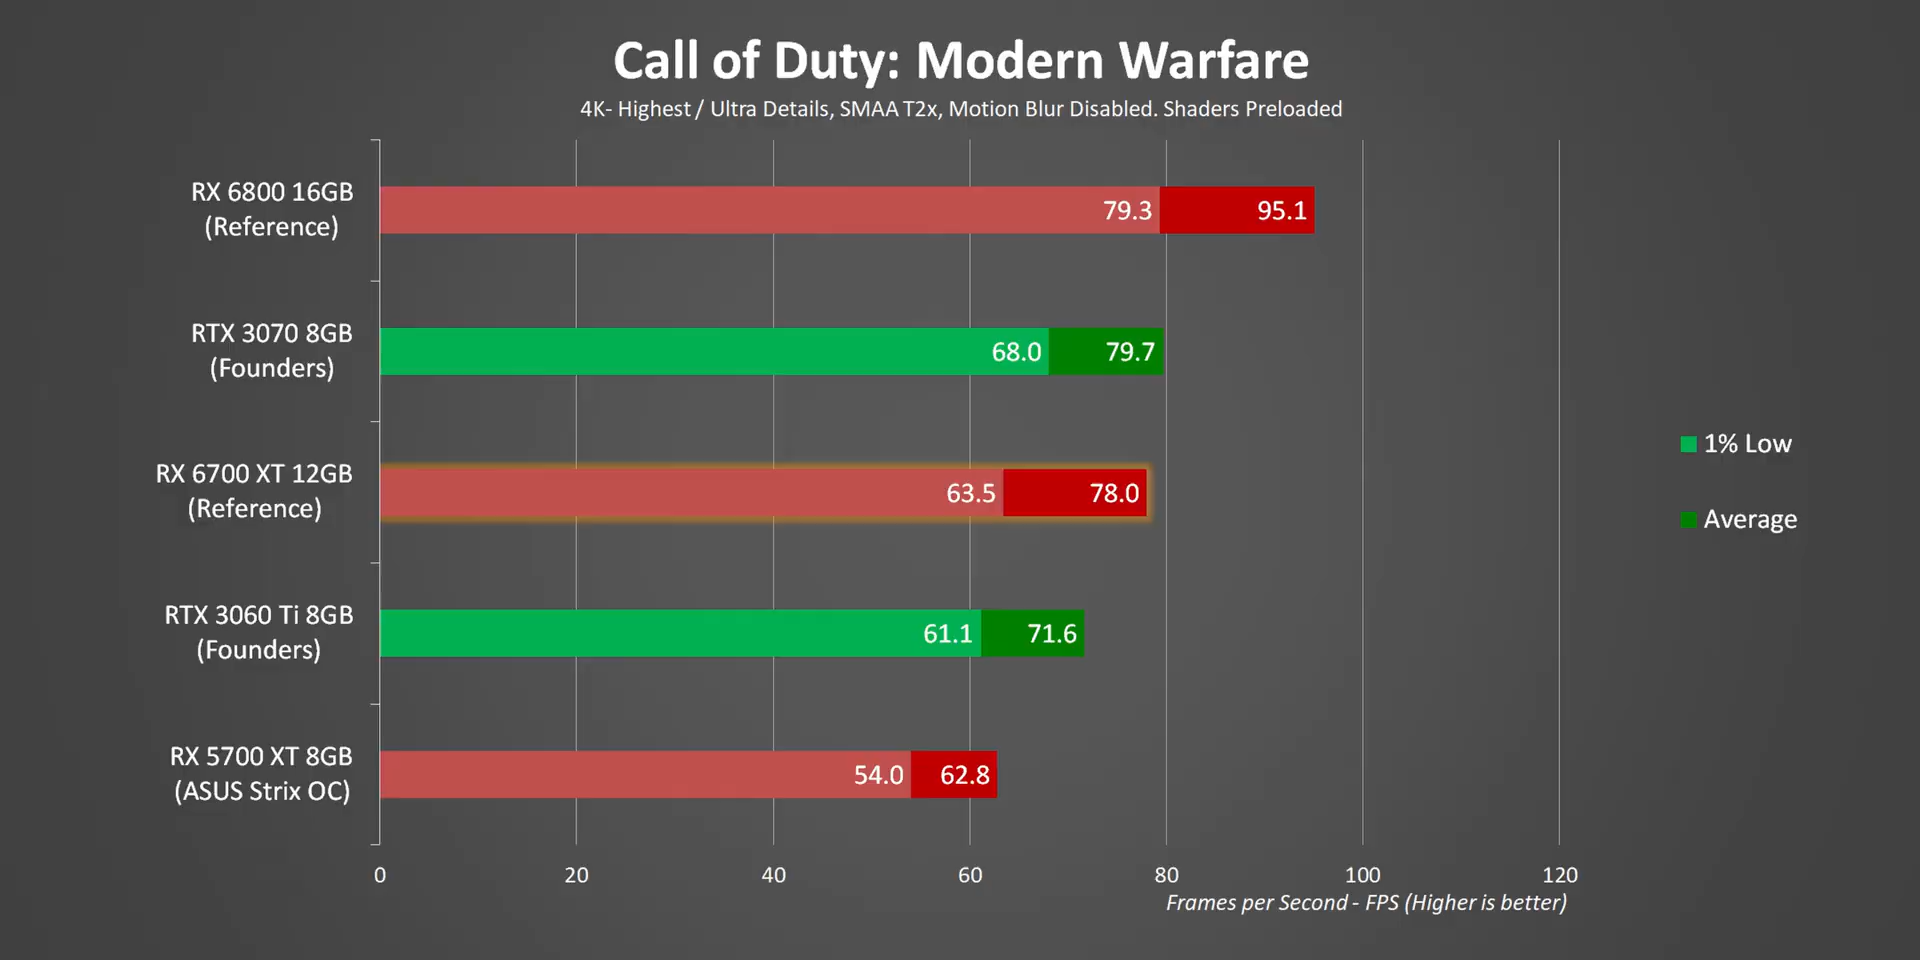 Call of Duty: Modern Warfare
4K- Highest / Ultra Details, SMAA T2x, Motion Blur Disabled. Shaders Preloaded
RX 6800 16GB
(Reference)
79.3
95.1
RTX 3070 8GB
(Founders)
68.0
79.7
RX 6700 XT 12GB
(Reference)
63.5
78.0
RTX 3060 Ti 8GB
(Founders)
61.1
71.6
RX 5700 XT 8GB
(ASUS Strix OC)
54.0
62.8
1% Low
Average
0 20 40 60 80 100 120
Frames per Second - FPS (Higher is better)